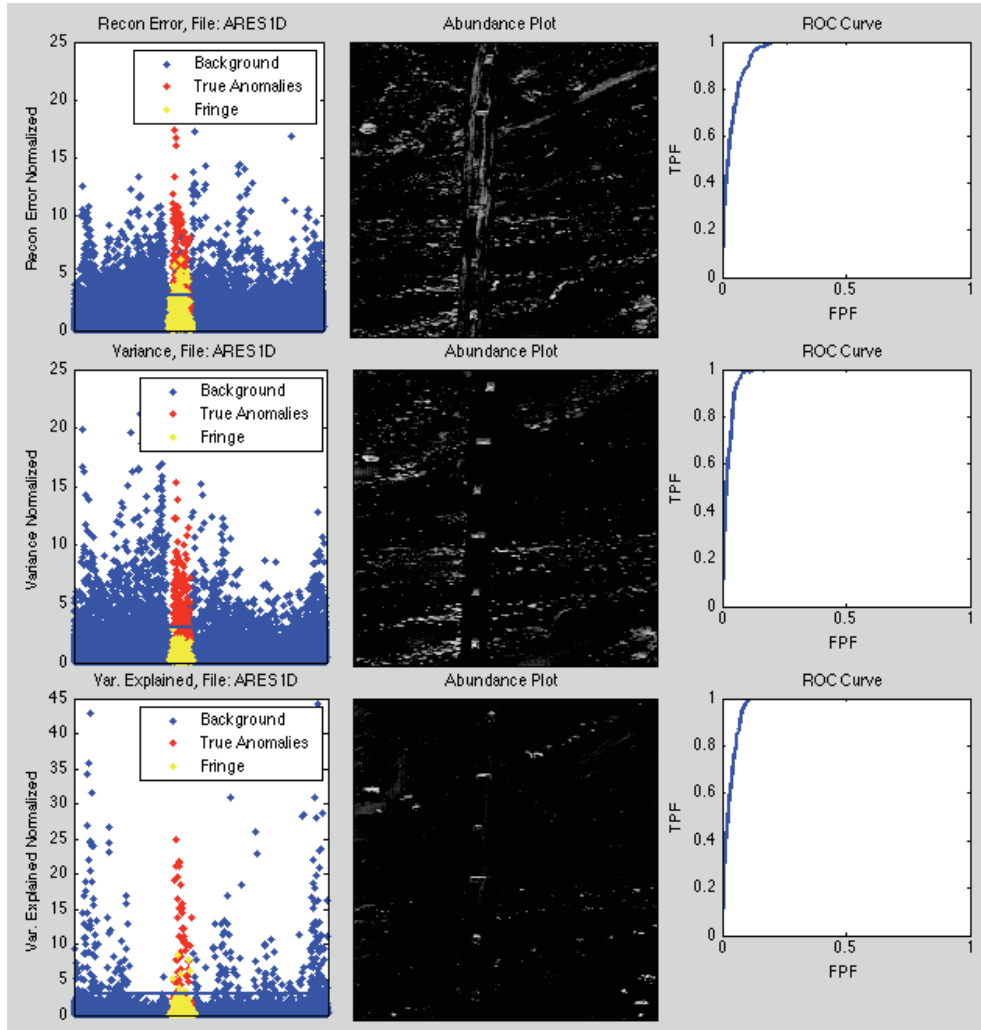 Recon Error, File: ARES1D
Abundance Plot
ROC Curve
25
20
15
10
5
0
Recon Error Normalized
Background
True Anomalies
Fringe
1
0.8
0.6
0.4
0.2
0
TPF
0.5
1
FPF
Variance, File: ARES1D
Abundance Plot
ROC Curve
25
20
15
10
5
0
Variance Normalized
Background
True Anomalies
Fringe
1
0.8
0.6
0.4
0.2
0
TPF
0
0.5
1
FPF
Var. Explained, File: ARES1D
Abundance Plot
ROC Curve
45
40
35
30
25
20
15
10
5
0
Var. Explained Normalized
Background
True Anomalies
Fringe
1
0.8
0.6
0.4
0.2
0
TPF
0
0.5
1
FPF